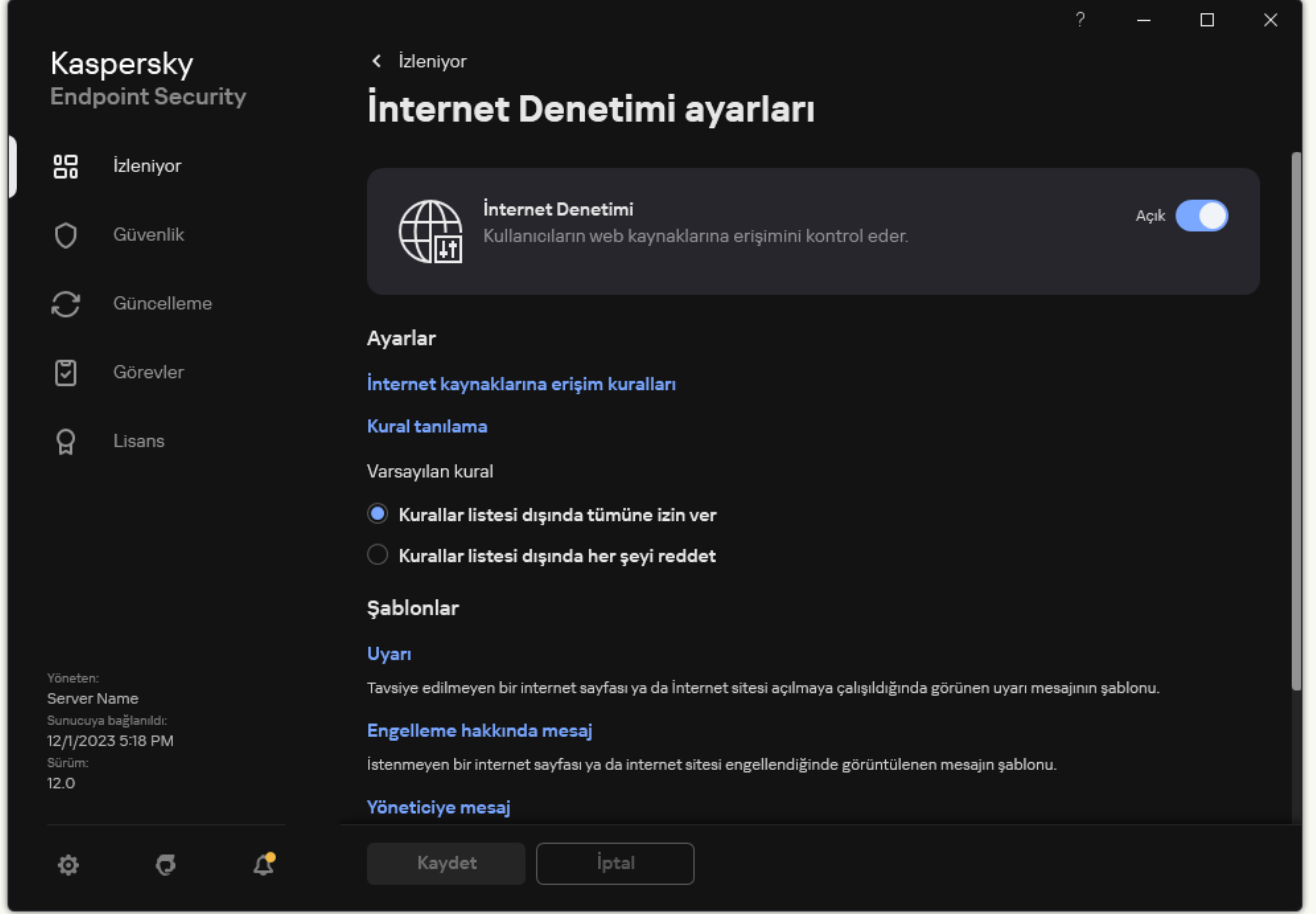 ?
Kaspersky
Endpoint Security
İzleniyor
Güvenlik
Güncelleme
Görevler
Lisans
Yöneten:
Server Name
Sunucuya bağlanıldı:
12/1/2023 5:18 PM
Sürüm:
12.0
İzleniyor
İnternet Denetimi ayarları
İnternet Denetimi
Kullanıcıların web kaynaklarına erişimini kontrol eder.
Açık
Ayarlar
İnternet kaynaklarına erişim kuralları
Kural tanılama
Varsayılan kural
Kurallar listesi dışında tümüne izin ver
Kurallar listesi dışında her şeyi reddet
Şablonlar
Uyarı
Tavsiye edilmeyen bir internet sayfası ya da İnternet sitesi açılmaya çalışıldığında görünen uyarı mesajının şablonu.
Engelleme hakkında mesaj
İstenmeyen bir internet sayfası ya da internet sitesi engellendiğinde görüntülenen mesajın şablonu.
Yöneticiye mesaj
Kaydet
İptal